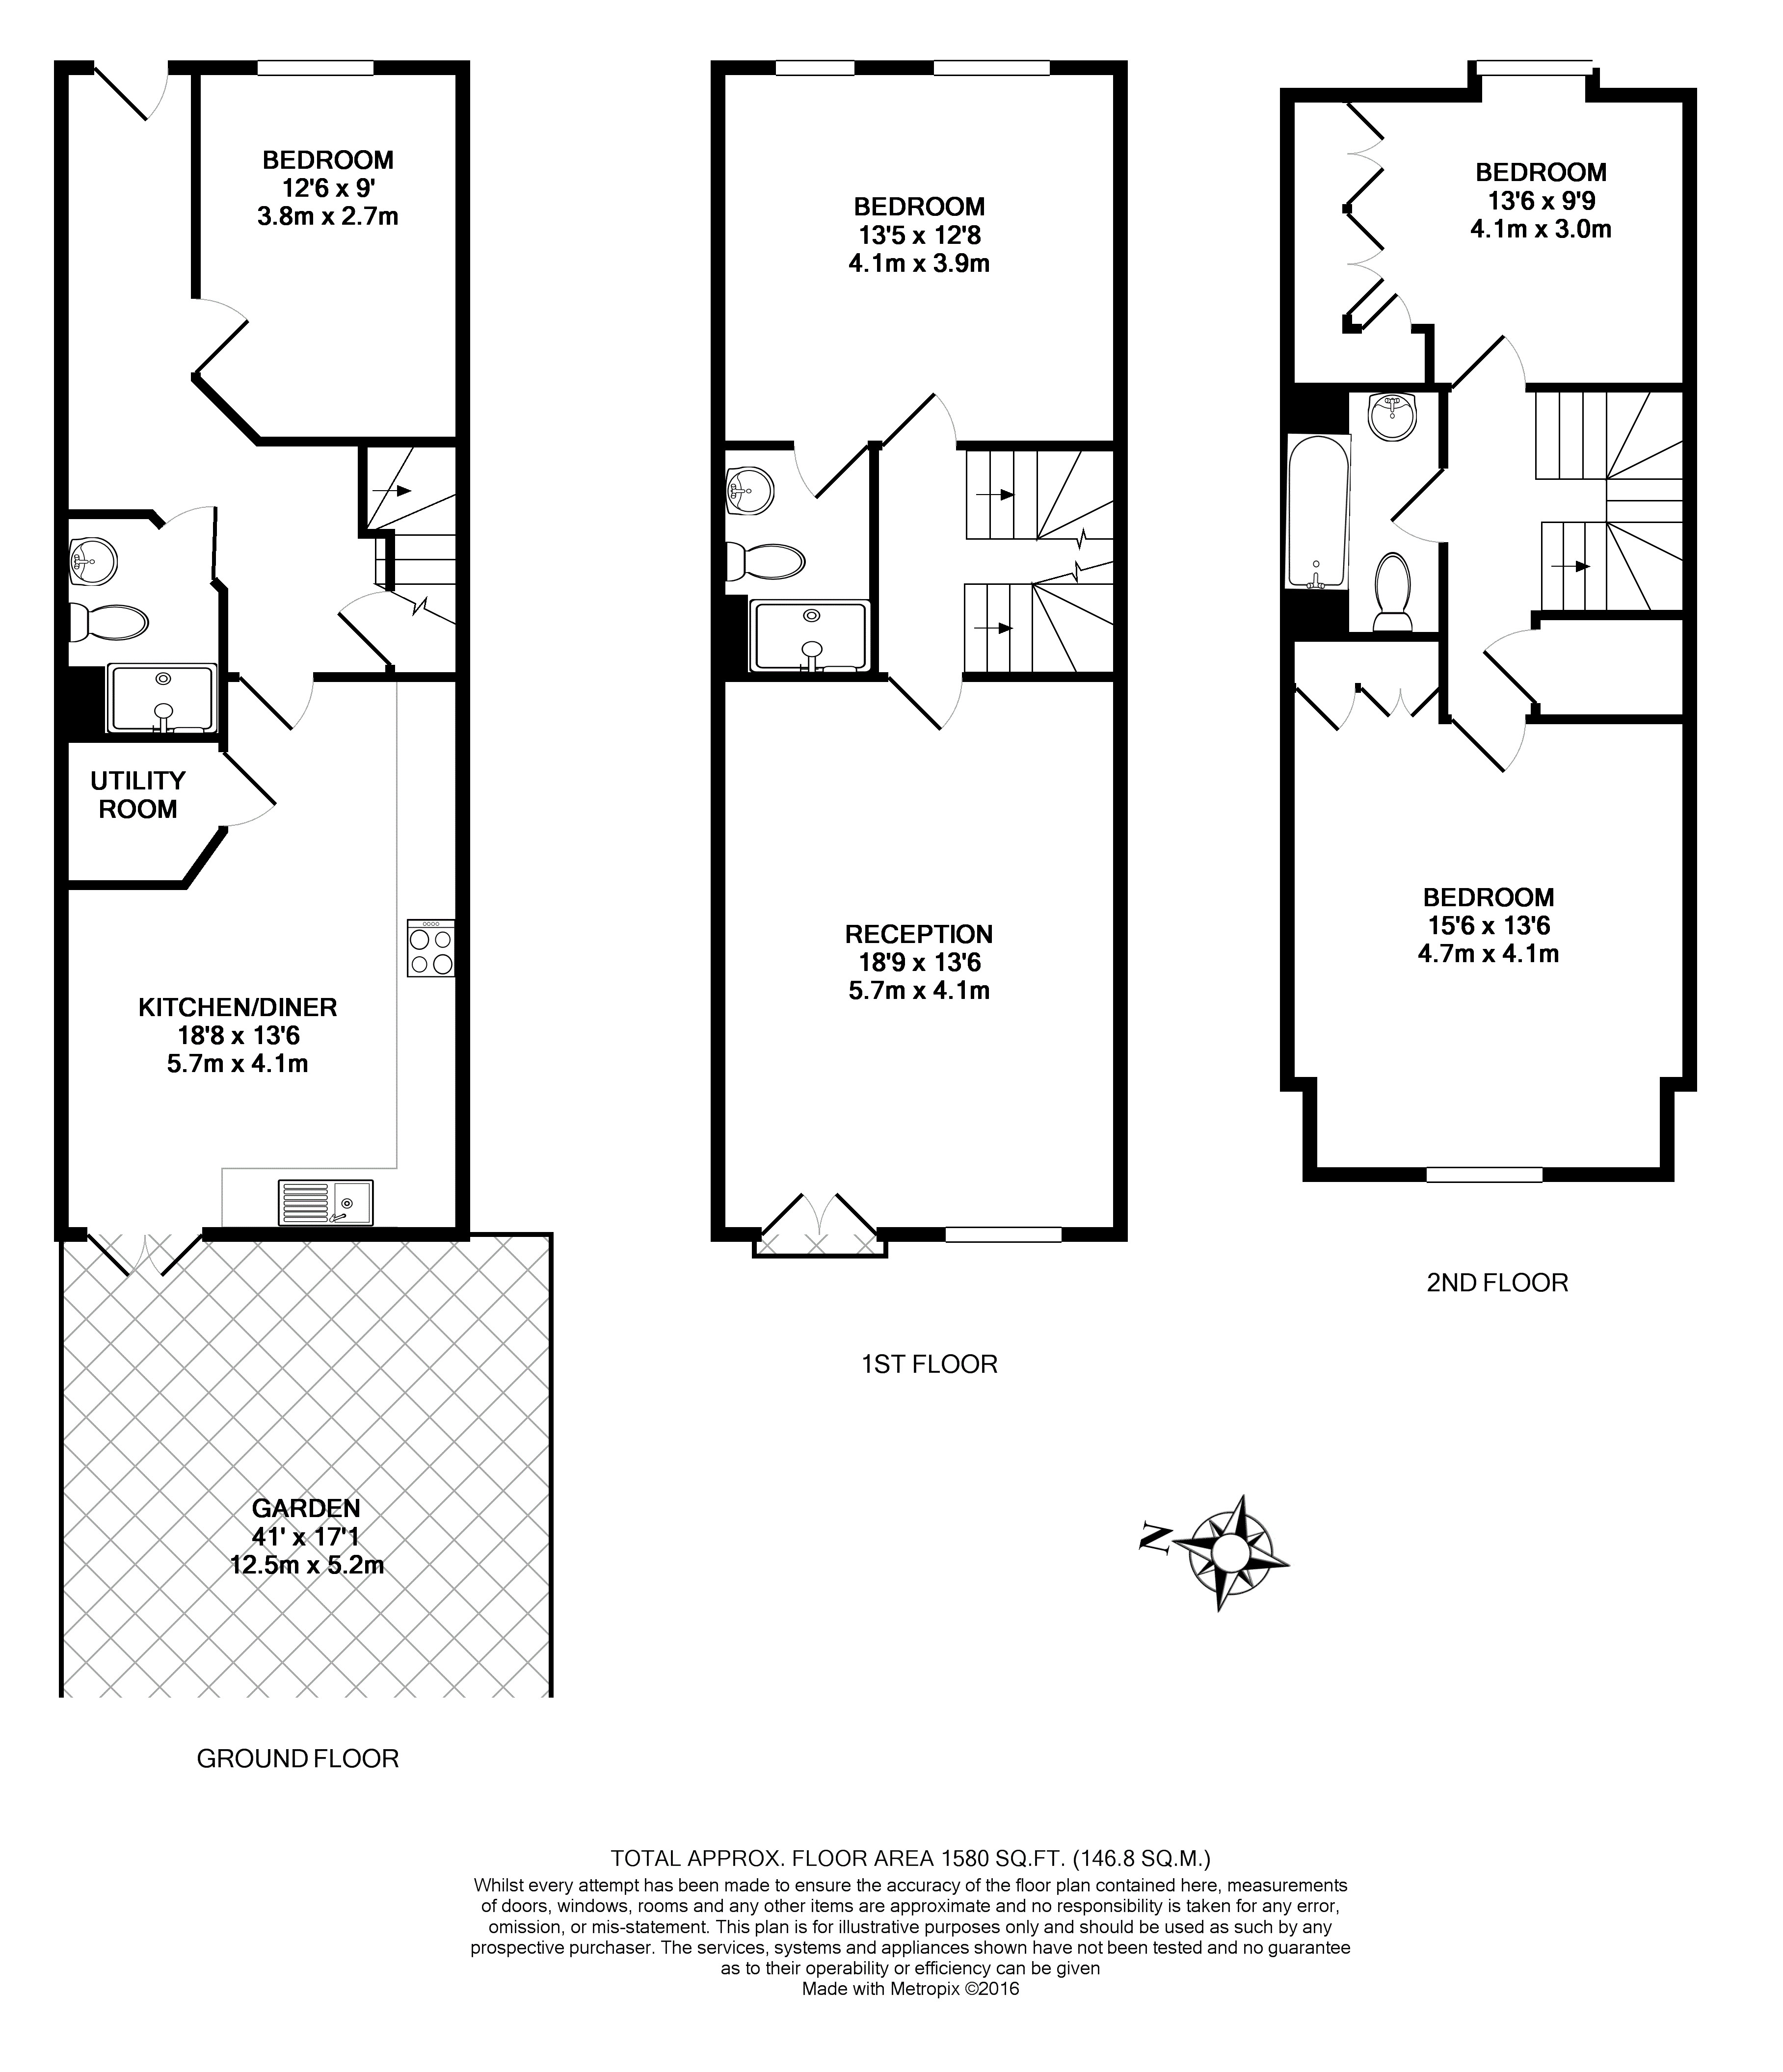 BEDROOM
12'6 x 9'
3.8m x 2.7m
UTILITY
ROOM
KITCHEN/DINER
18'8 x 13'6
5.7m x 4.1m
GARDEN
41' x 17'1
12.5m x 5.2m
GROUND FLOOR
BEDROOM
13'5 x 12'8
4.1m x 3.9m
RECEPTION
18'9 x 13'6
5.7m x 4.1m
1ST FLOOR
BEDROOM
13'6 x 9'9
4.1m x 3.0m
BEDROOM
15'6 x 13'6
4.7m x 4.1m
2ND FLOOR
N
TOTAL APPROX. FLOOR AREA 1580 SQ.FT. (146.8 SQ.M.)
Whilst every attempt has been made to ensure the accuracy of the floor plan contained here, measurements
of doors, windows, rooms and any other items are approximate and no responsibility is taken for any error,
omission, or mis-statement. This plan is for illustrative purposes only and should be used as such by any
prospective purchaser. The services, systems and appliances shown have not been tested and no guarantee
as to their operability or efficiency can be given
Made with Metropix ©2016